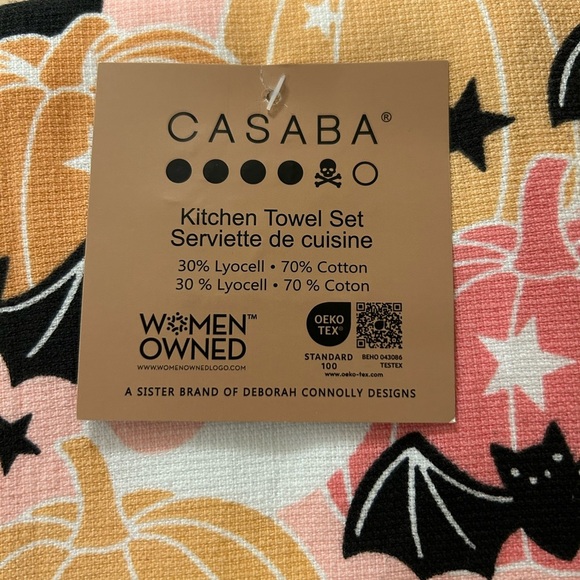 CASABA®
Kitchen Towel Set
Serviette de cuisine
30% Lyocell • 70% Cotton
30 % Lyocell • 70 % Coton
WOMEN™
OWNED
WWW.WOMENOWNEDLOGO.COM
OEKO
TEX®
STANDARD
100
BEHO 043086
TESTEX
www.oeko-tex.com
A SISTER BRAND OF DEBORAH CONNOLLY DESIGNS